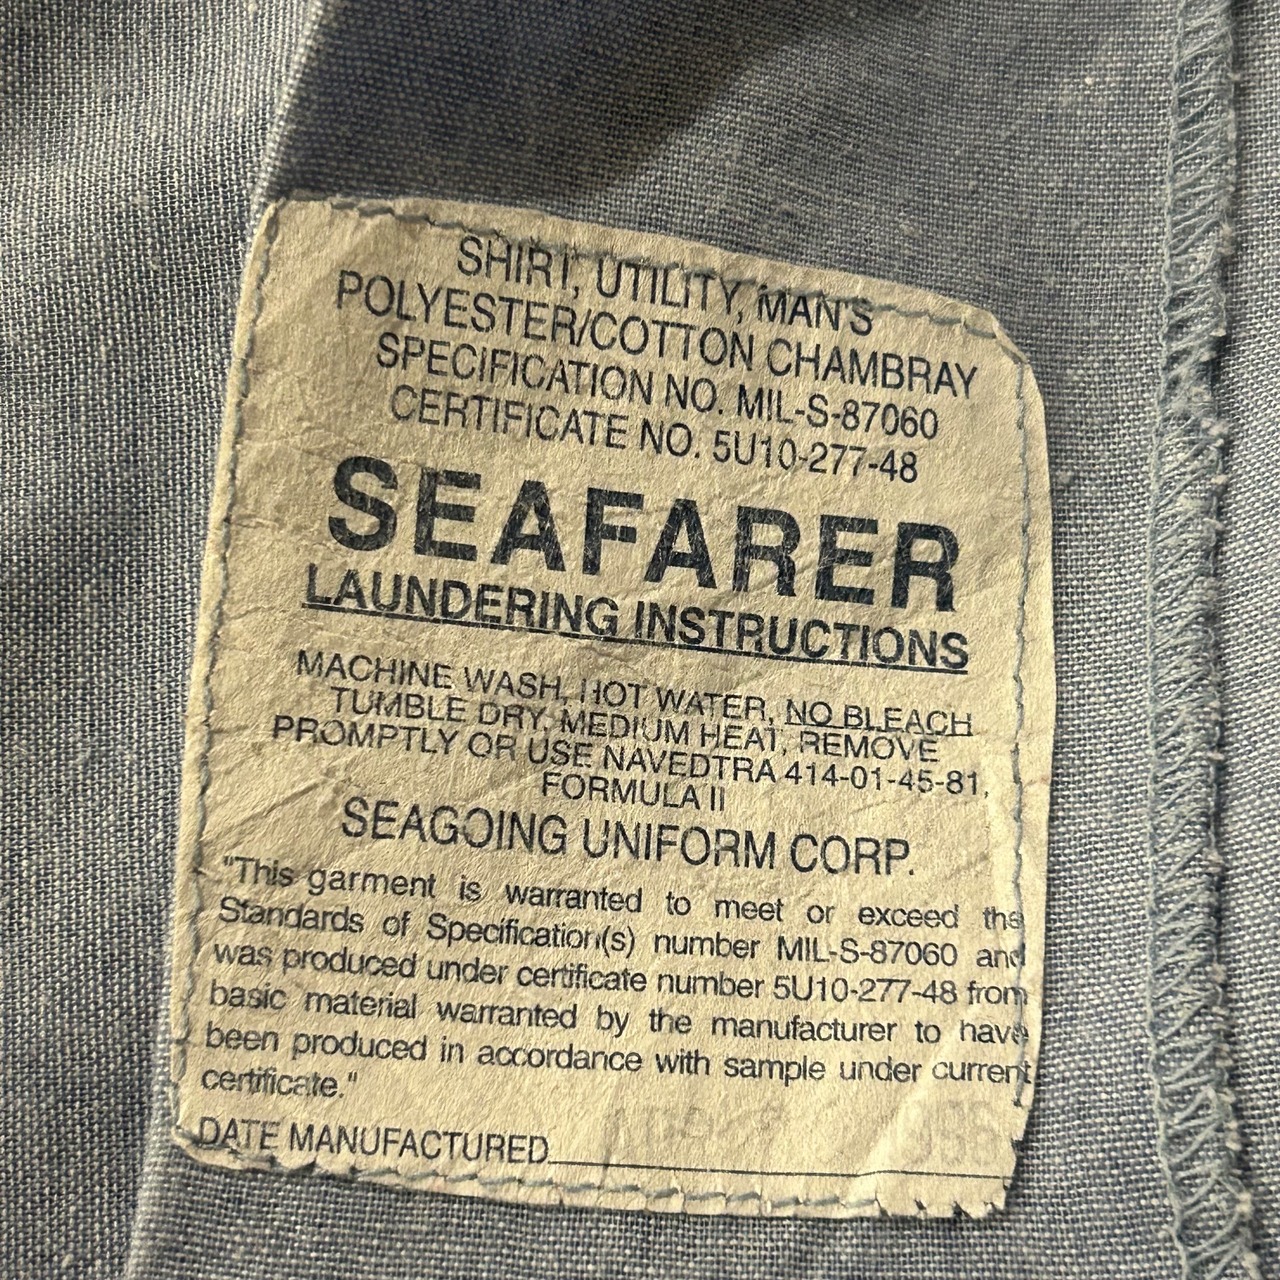 SHIRT, UTILITY, MAN'S
POLYESTER/COTTON CHAMBRAY
SPECIFICATION NO. MIL-S-87060
CERTIFICATE NO. 5U10-277-48
SEAFARER
LAUNDERING INSTRUCTIONS
MACHINE WASH, HOT WATER, NO BLEACH
TUMBLE DRY, MEDIUM HEAT, REMOVE
PROMPTLY OR USE NAVEDTRA 414-01-45-81,
FORMULA II
SEAGOING UNIFORM CORP.
"This garment is warranted to meet or exceed the
Standards of Specification(s) number MIL-S-87060 and
was produced under certificate number 5U10-277-48 from
basic material warranted by the manufacturer to have
been produced in accordance with sample under current
certificate."
DATE MANUFACTURED